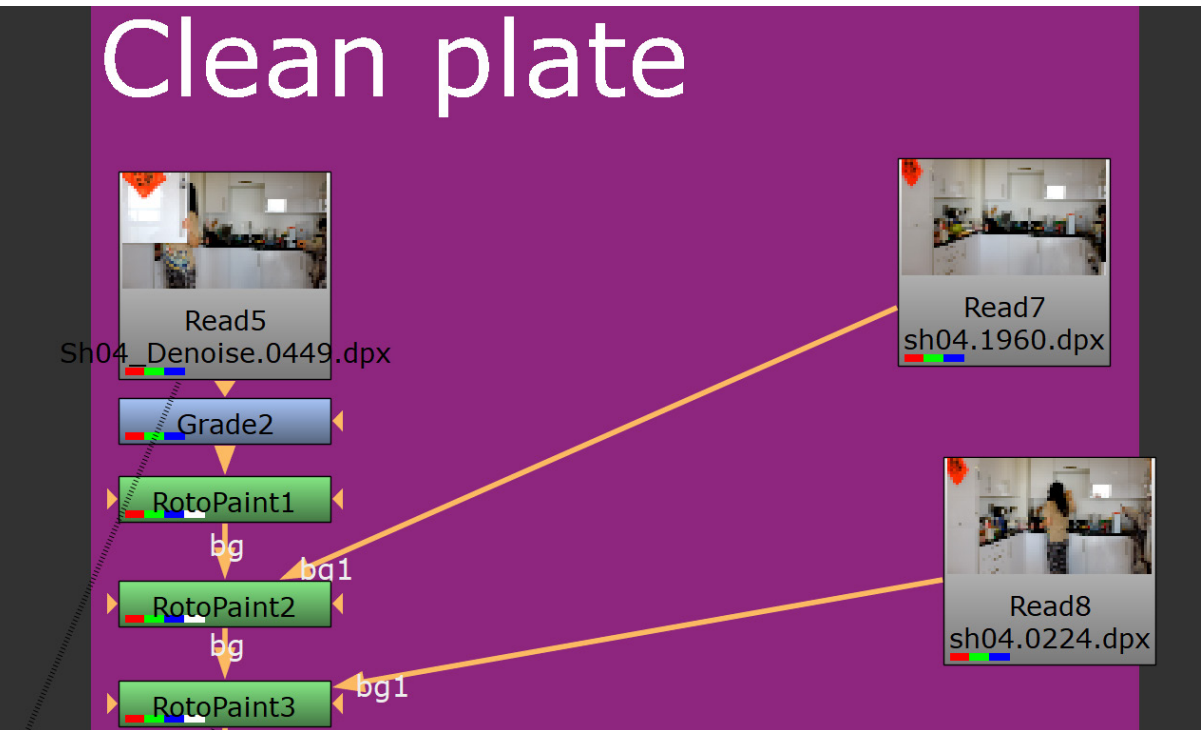 Clean plate
Read5
Sh04_Denoise.0449.dpx
Read7
sh04.1960.dpx
Grade2
RotoPaint1
bg
bg1
RotoPaint2
Read8
sh04.0224.dpx
bg
bg1
RotoPaint3